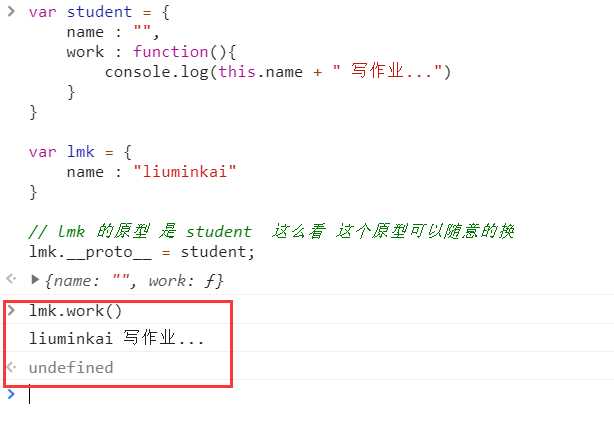 var student = {
    name : "",
    work : function(){
        console.log(this.name + " 写作业...")
    }
}
var lmk = {
    name : "liuminkai"
}
// lmk 的原型 是 student  这么看 这个原型可以随意的换
lmk.__proto__ = student;
{name: "", work: ƒ}
lmk.work()
liuminkai 写作业...
undefined